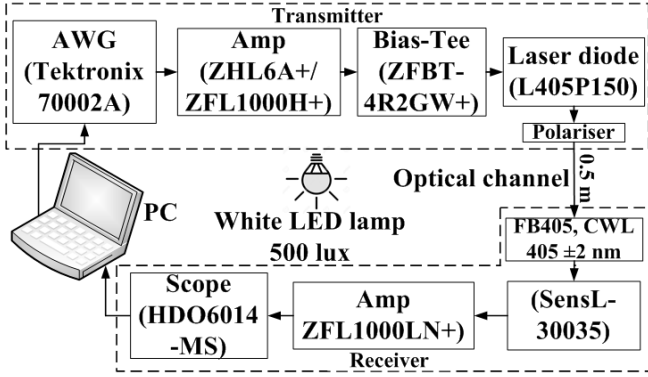 Transmitter
AWG
(Tektronix
70002A)
Amp
(ZHL6A+/
ZFL1000H+)
Bias-Tee
(ZFBT-
4R2GW+)
Laser diode
(L405P150)
Polariser
0.5 m
Optical channel
PC
White LED lamp
500 lux
FB405, CWL
405 ±2 nm
(SensL-
30035)
Amp
ZFL1000LN+)
Scope
(HDO6014
-MS)
Receiver